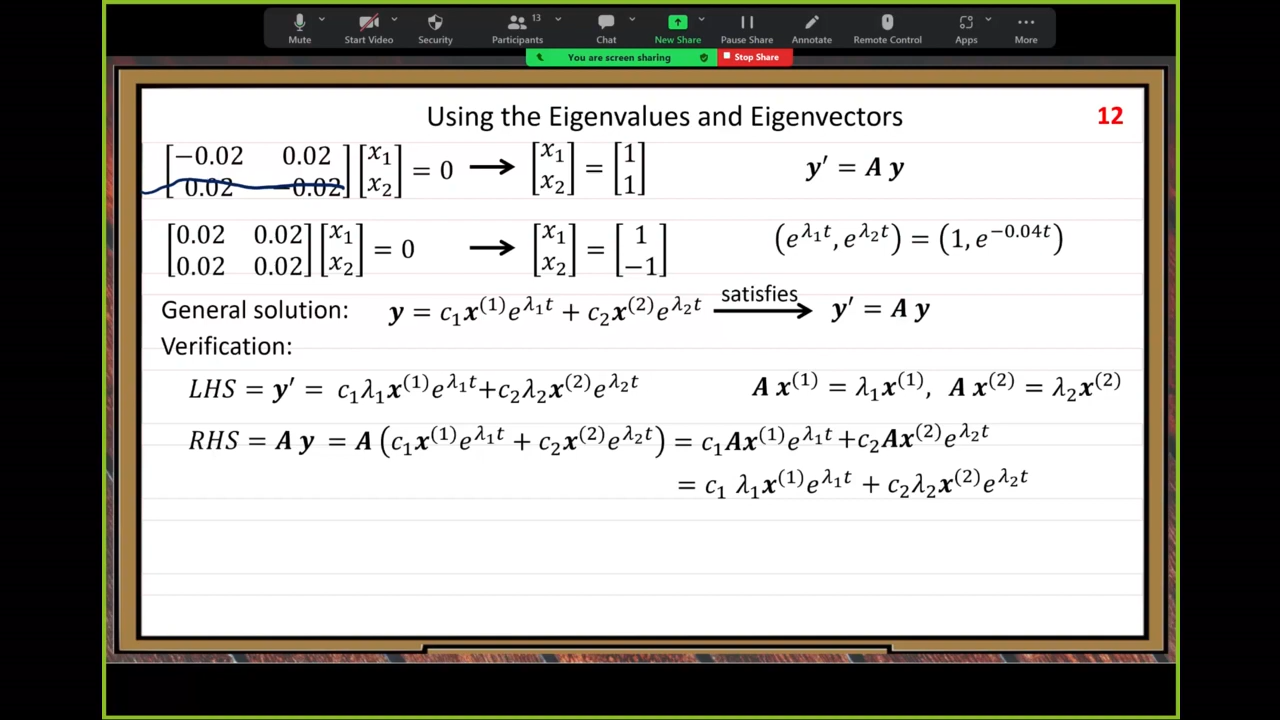 Mute Start Video Security Participants 13 Chat New Share Pause Share Annotate Remote Control Apps More
You are screen sharing Stop Share
Using the Eigenvalues and Eigenvectors 12
[−0.02 0.02; 0.02 −0.02] [x₁; x₂] = 0 → [x₁; x₂] = [1; 1] y′ = A y
[0.02 0.02; 0.02 0.02] [x₁; x₂] = 0 → [x₁; x₂] = [1; −1] (e^{λ₁t}, e^{λ₂t}) = (1, e^{−0.04t})
General solution: y = c₁x⁽¹⁾e^{λ₁t} + c₂x⁽²⁾e^{λ₂t} satisfies → y′ = A y
Verification:
LHS = y′ = c₁λ₁x⁽¹⁾e^{λ₁t}+c₂λ₂x⁽²⁾e^{λ₂t} A x⁽¹⁾ = λ₁x⁽¹⁾, A x⁽²⁾ = λ₂x⁽²⁾
RHS = A y = A (c₁x⁽¹⁾e^{λ₁t} + c₂x⁽²⁾e^{λ₂t}) = c₁Ax⁽¹⁾e^{λ₁t}+c₂Ax⁽²⁾e^{λ₂t}
= c₁ λ₁x⁽¹⁾e^{λ₁t} + c₂λ₂x⁽²⁾e^{λ₂t}